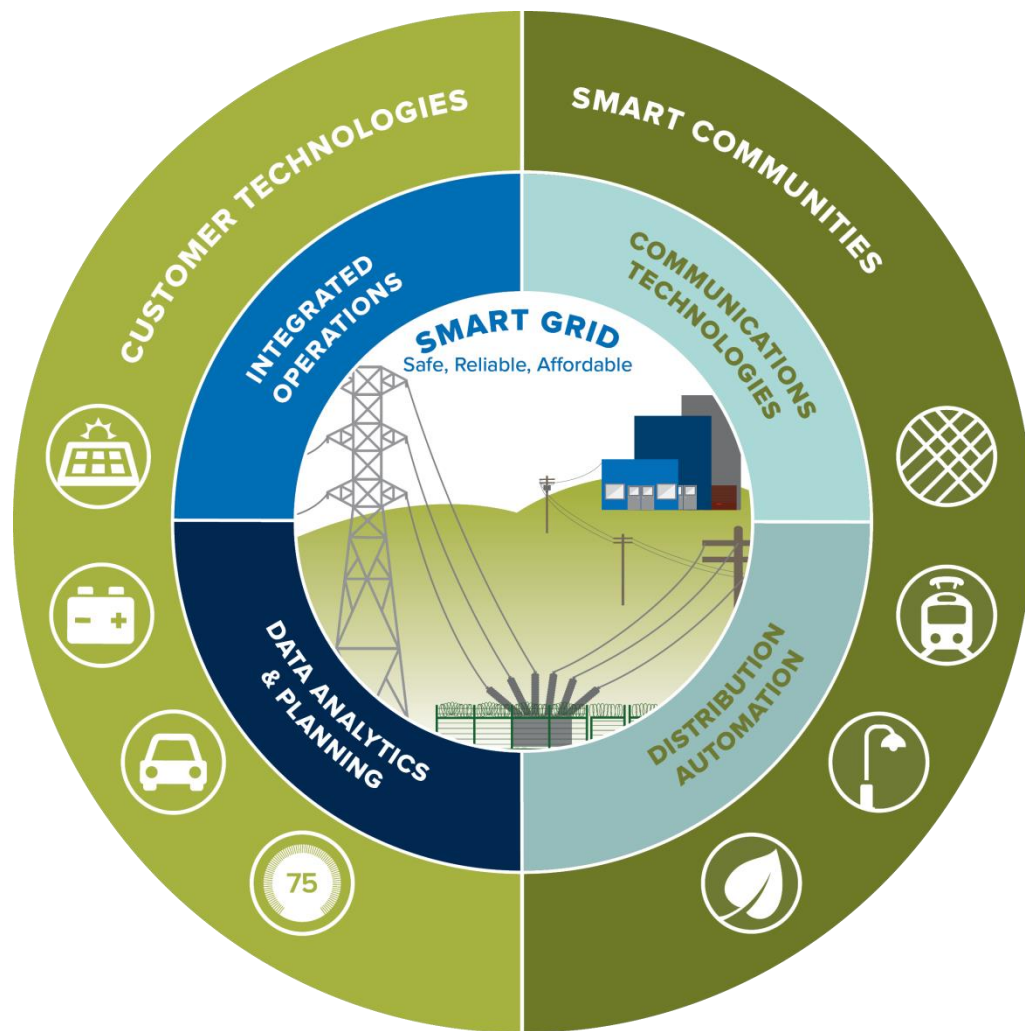 CUSTOMER TECHNOLOGIES
SMART COMMUNITIES
INTEGRATED
OPERATIONS
COMMUNICATIONS
TECHNOLOGIES
SMART GRID
Safe, Reliable, Affordable
DATA ANALYTICS
& PLANNING
DISTRIBUTION
AUTOMATION
75